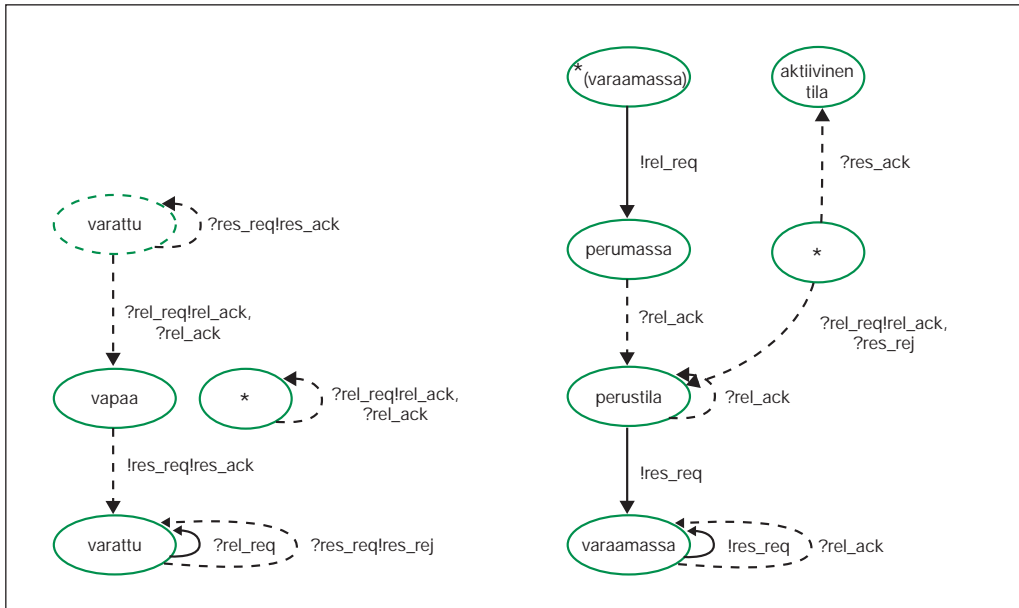 varattu
?res_req!res_ack
?rel_req!rel_ack,
?rel_ack
vapaa
*
?rel_req!rel_ack,
?rel_ack
!res_req!res_ack
varattu
?rel_req
?res_req!res_rej
*(varaamassa)
!rel_req
perumassa
?rel_ack
aktiivinen
tila
?res_ack
*
?rel_req!rel_ack,
?res_rej
perustila
?rel_ack
!res_req
varaamassa
!res_req
?rel_ack